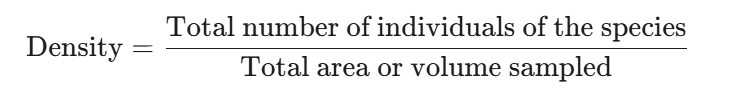 Density = Total number of individuals of the species / Total area or volume sampled